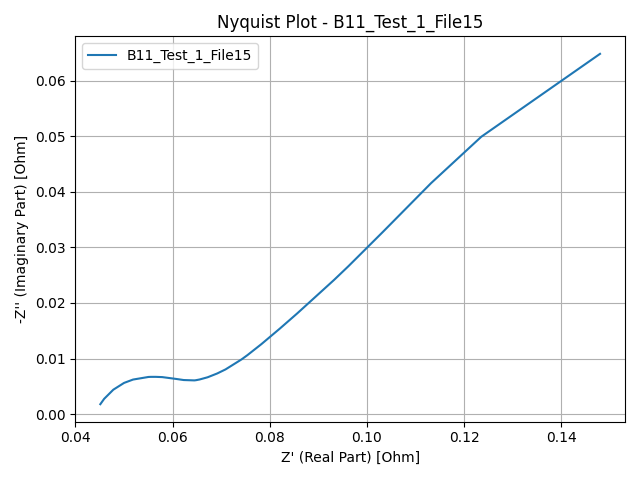 Nyquist Plot - B11_Test_1_File15
B11_Test_1_File15
-Z'' (Imaginary Part) [Ohm]
0.06
0.05
0.04
0.03
0.02
0.01
0.00
0.04 0.06 0.08 0.10 0.12 0.14
Z' (Real Part) [Ohm]